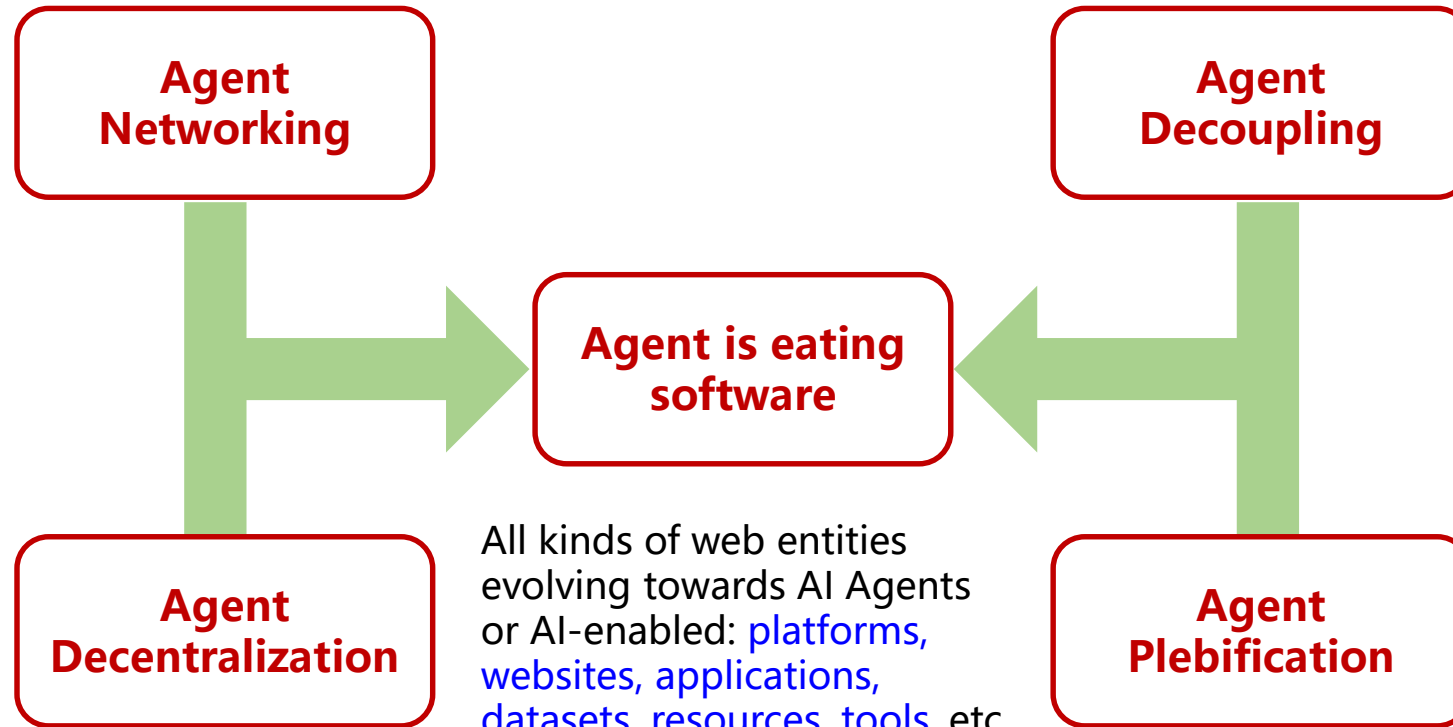 Agent
Networking
Agent
Decoupling
Agent is eating
software
Agent
Decentralization
All kinds of web entities
evolving towards AI Agents
or AI-enabled: platforms,
websites, applications,
datasets, resources, tools, etc
Agent
Plebification